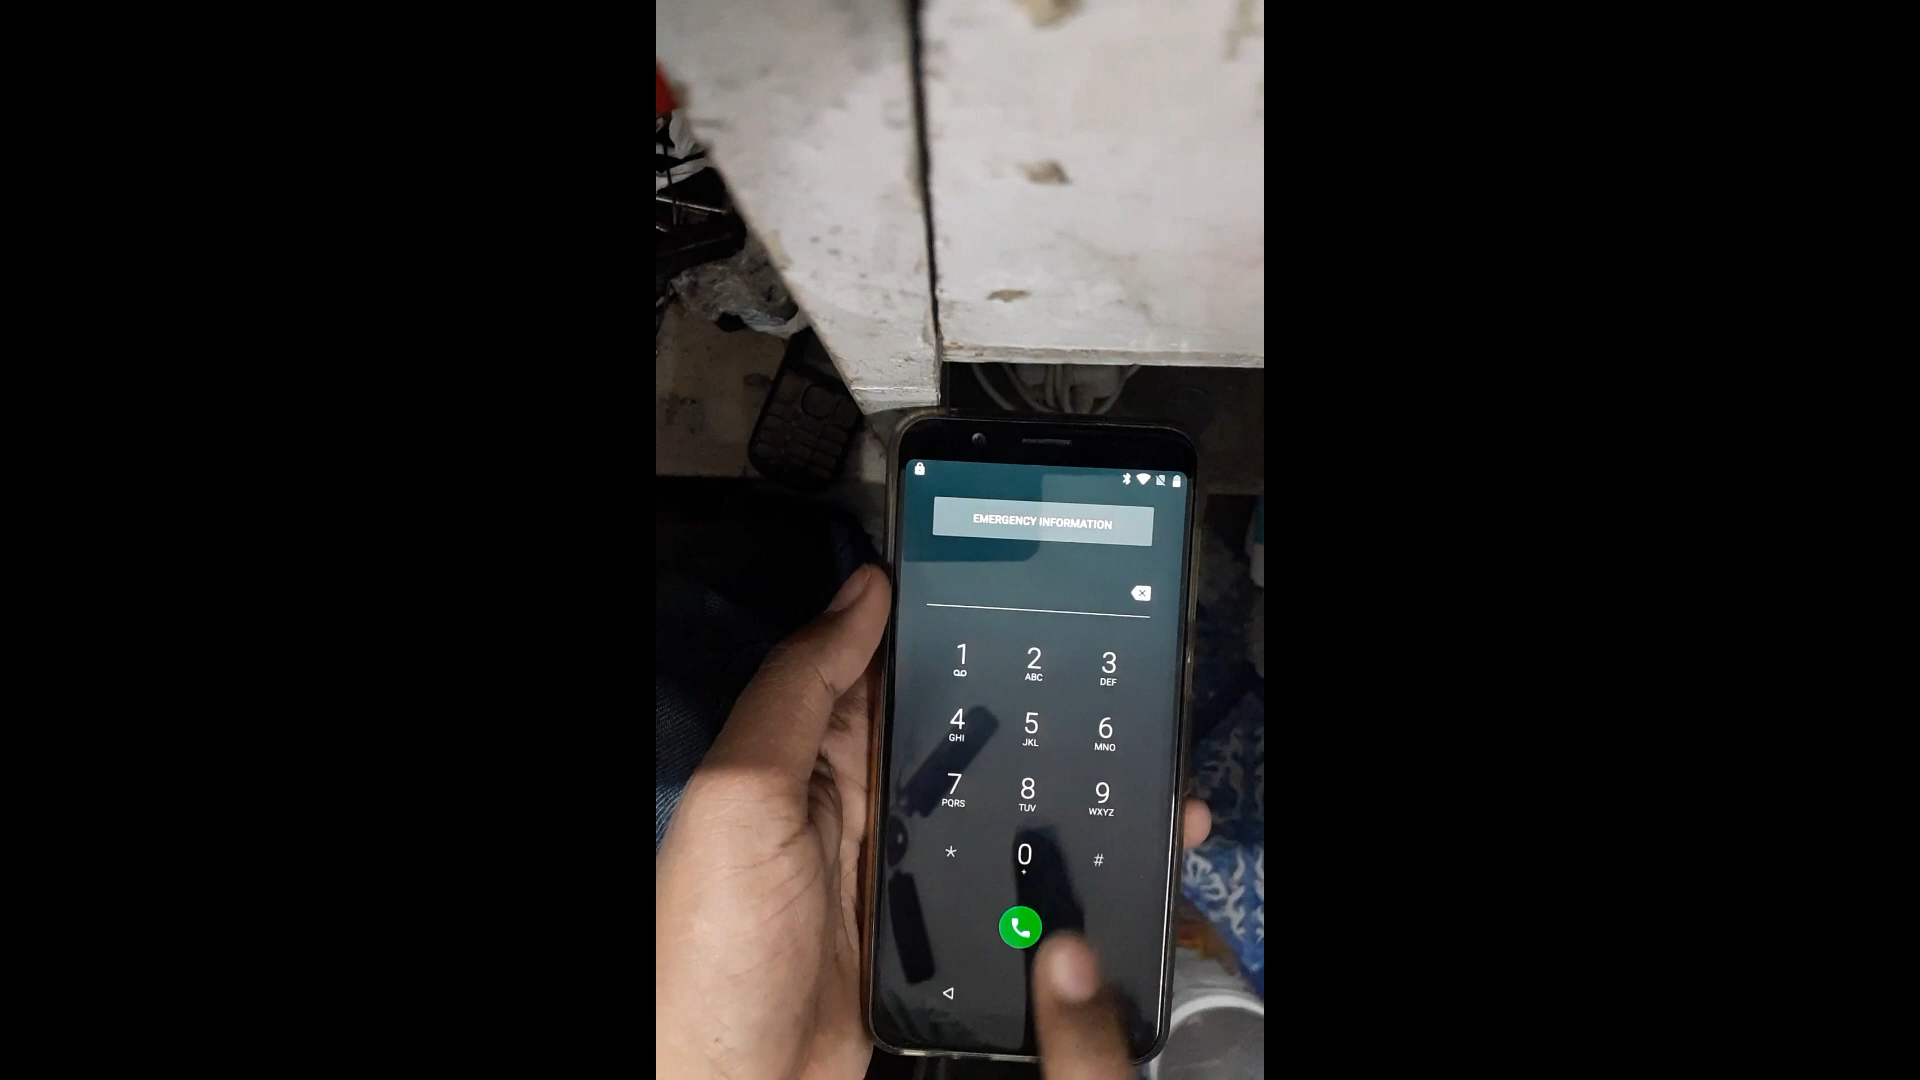 EMERGENCY INFORMATION
1 2 3
ABC DEF
4 5 6
GHI JKL MNO
7 8 9
PQRS TUV WXYZ
* 0 #
+